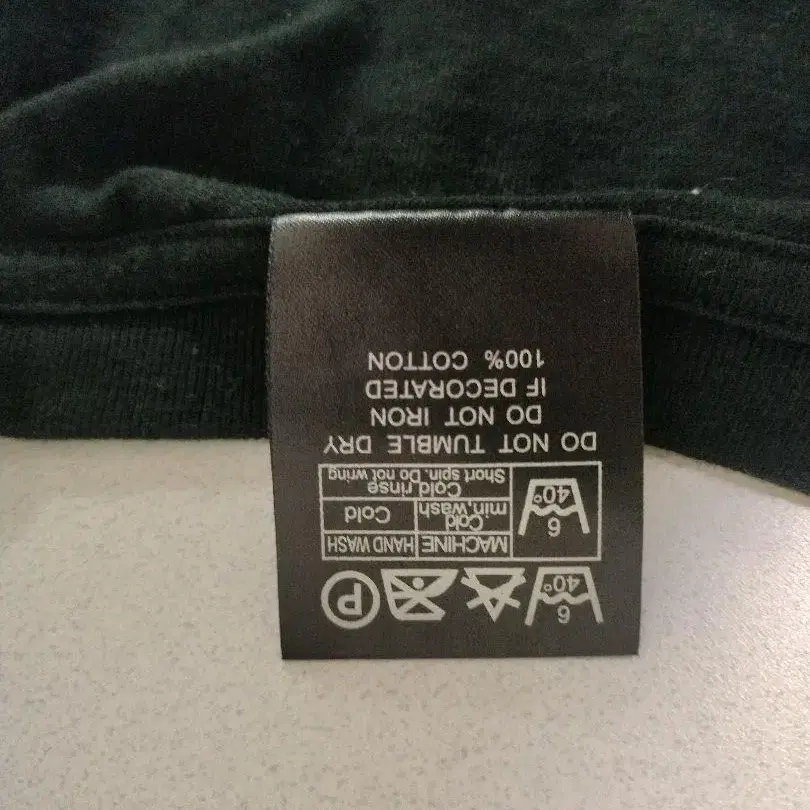 6
40°
P
6
40°
MACHINE HAND WASH
Cold
min.wash
Cold
Cold rinse
Short spin. Do not wring
DO NOT TUMBLE DRY
DO NOT IRON
IF DECORATED
100% COTTON